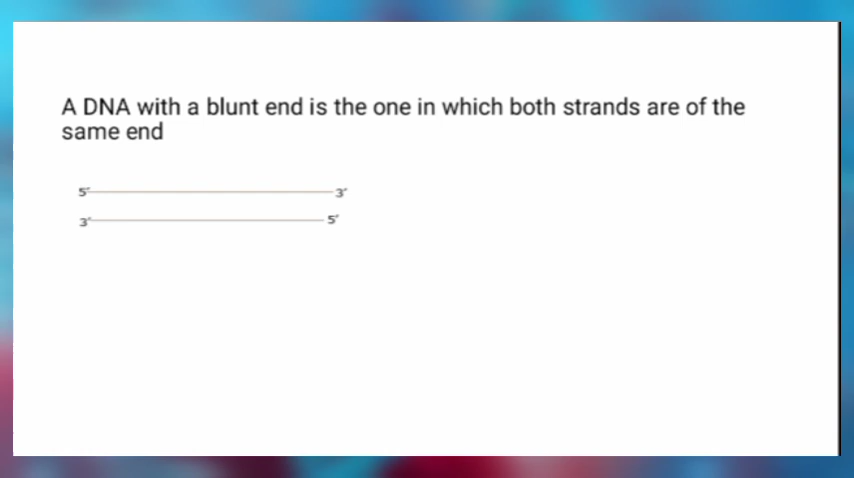 A DNA with a blunt end is the one in which both strands are of the
same end
5' 3'
3' 5'